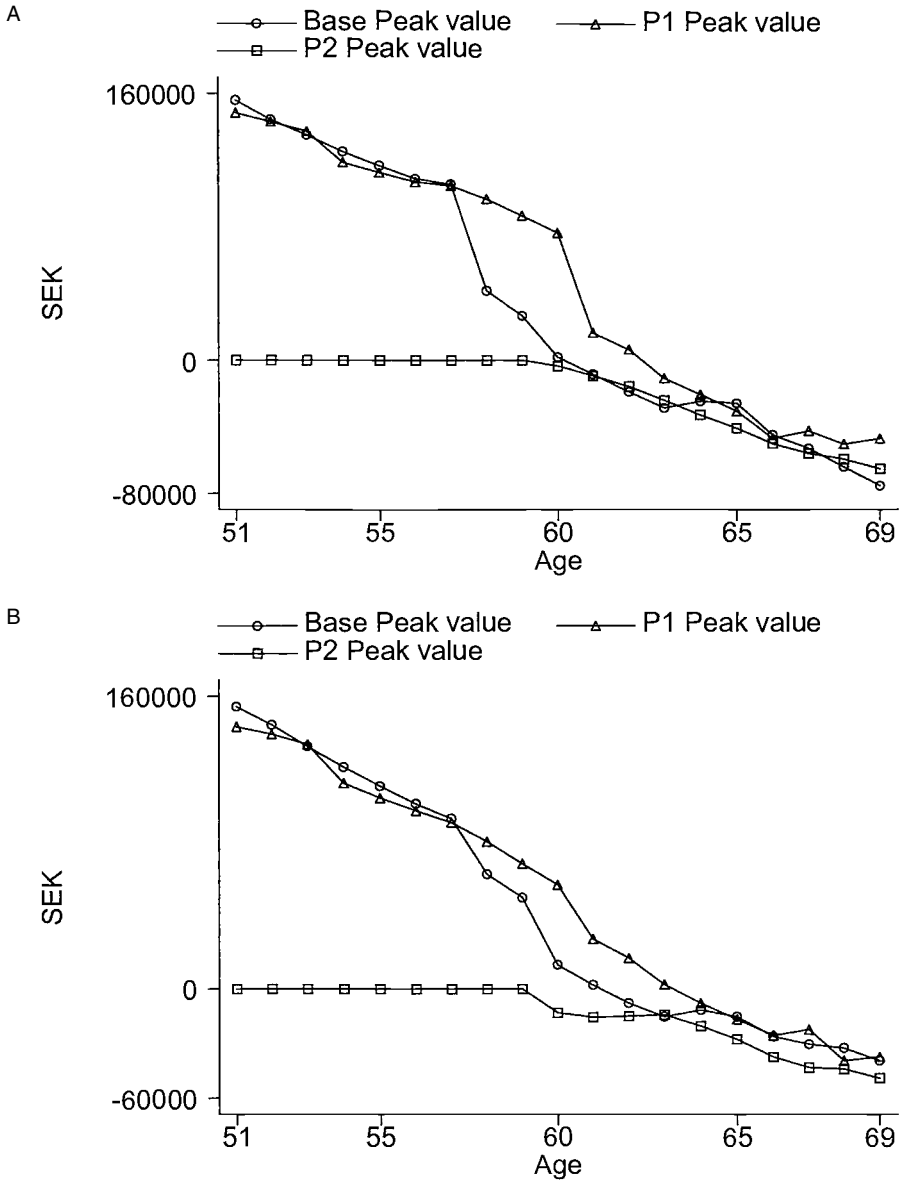 A
Base Peak value P1 Peak value
P2 Peak value
160000
0
-80000
SEK
51 55 60 65 69
Age
B
Base Peak value P1 Peak value
P2 Peak value
160000
0
-60000
SEK
51 55 60 65 69
Age